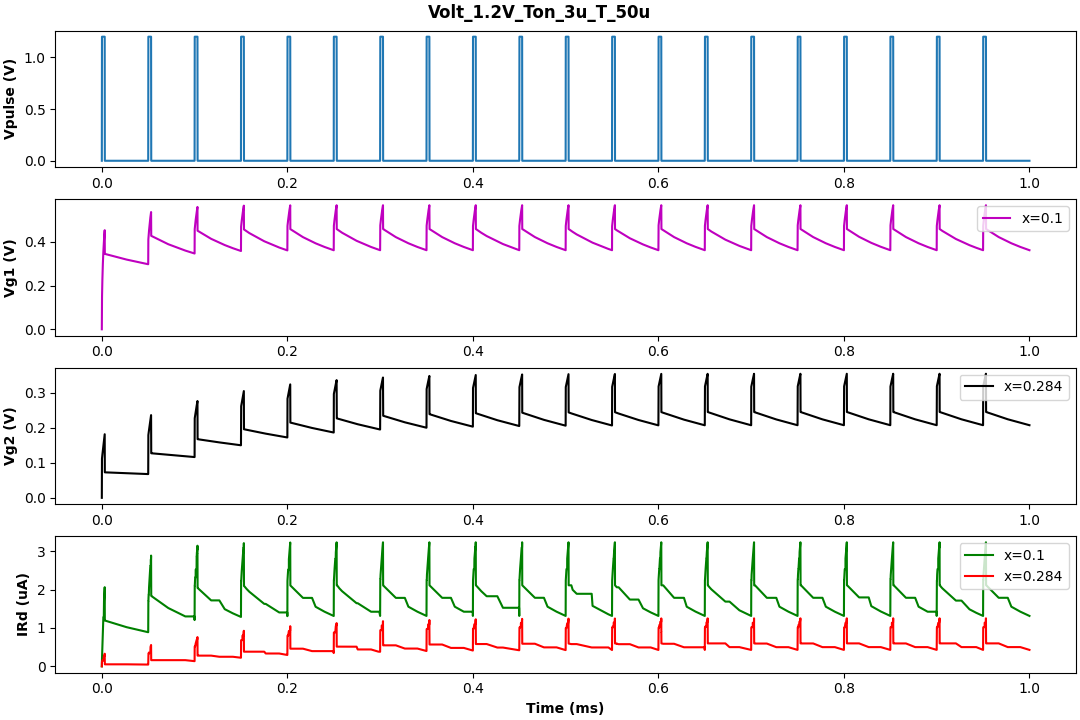 Volt_1.2V_Ton_3u_T_50u
Vpulse (V)
1.0
0.5
0.0
0.0 0.2 0.4 0.6 0.8 1.0
Vg1 (V)
0.4
0.2
0.0
x=0.1
0.0 0.2 0.4 0.6 0.8 1.0
Vg2 (V)
0.3
0.2
0.1
0.0
x=0.284
0.0 0.2 0.4 0.6 0.8 1.0
IRd (uA)
3
2
1
0
x=0.1
x=0.284
0.0 0.2 0.4 0.6 0.8 1.0
Time (ms)